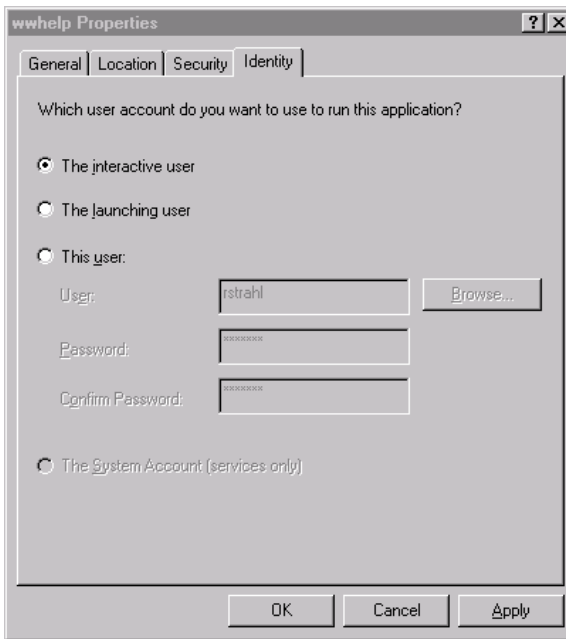 wwhelp Properties
General Location Security Identity
Which user account do you want to use to run this application?
The interactive user
The launching user
This user:
User: rstrahl Browse...
Password: xxxxxxx
Confirm Password: xxxxxxx
The System Account (services only)
OK Cancel Apply